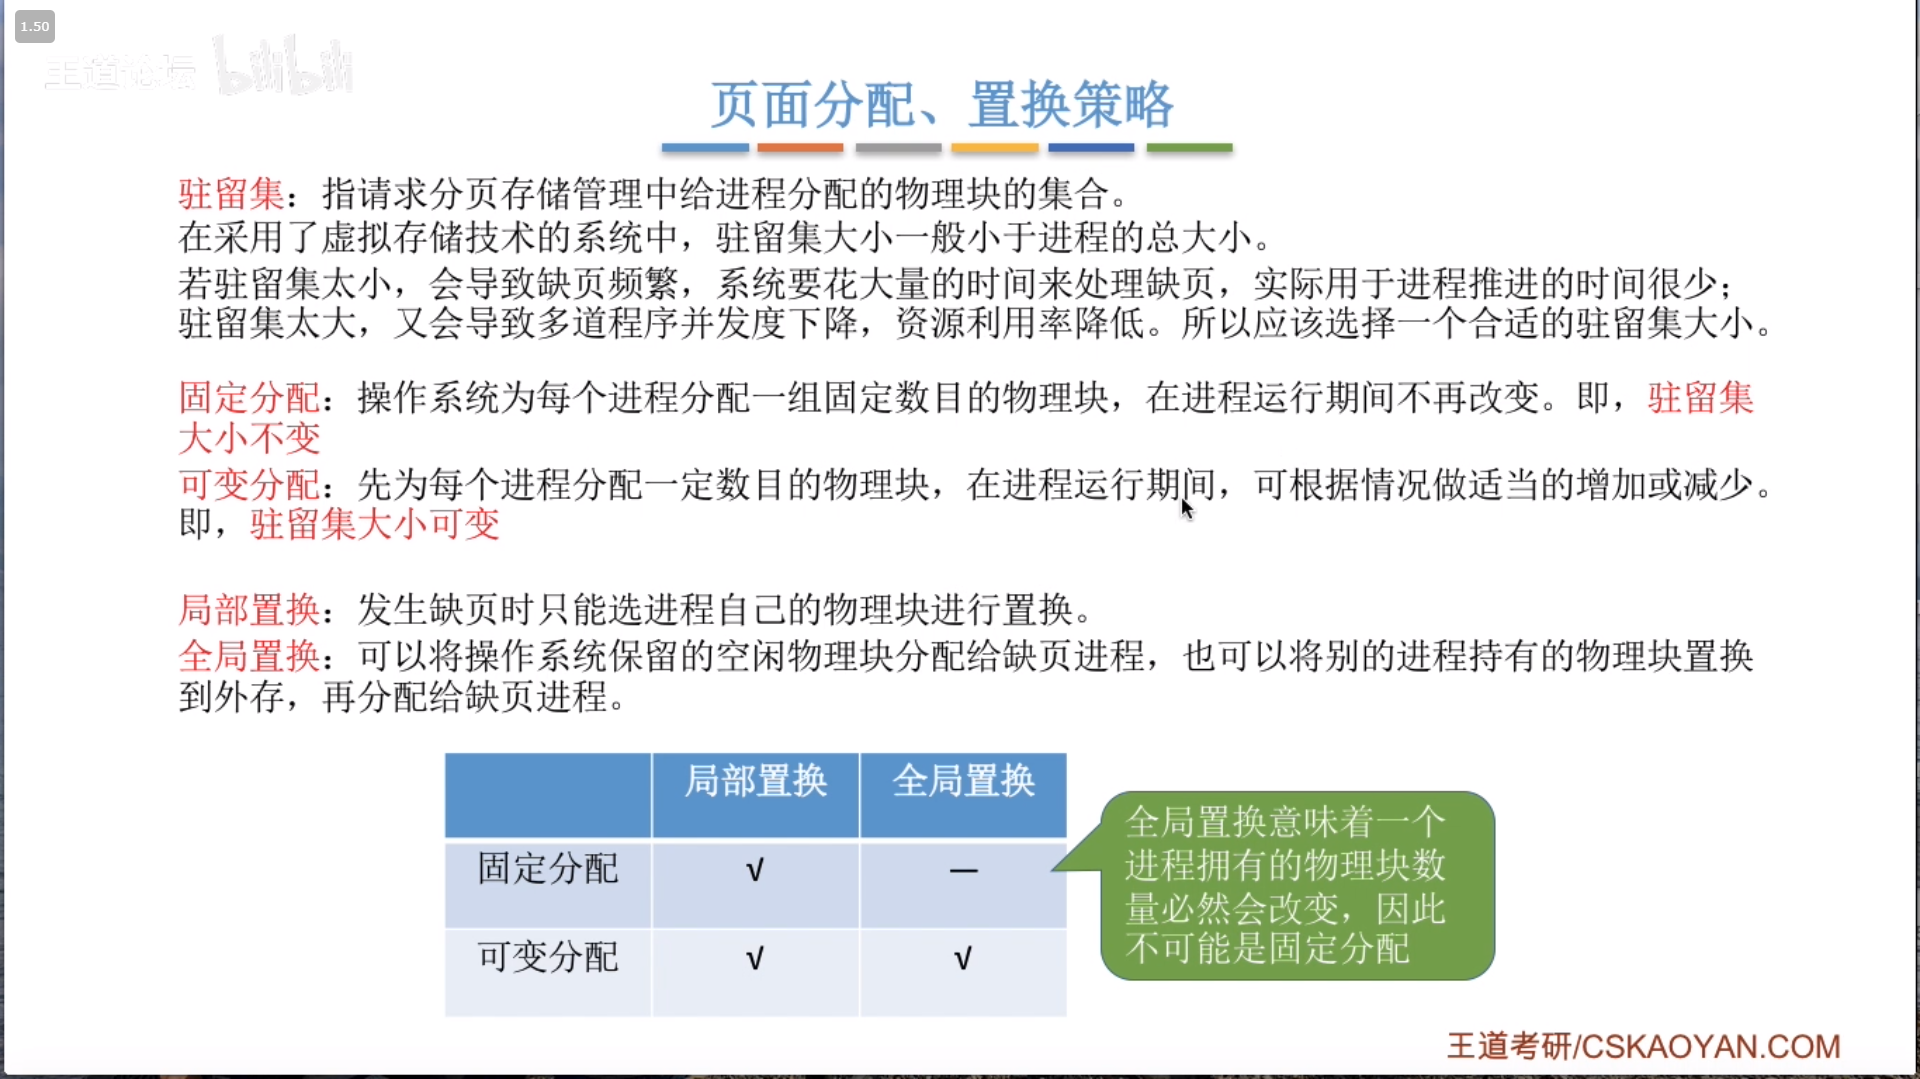 1.50
王道论坛 bilibili
页面分配、置换策略
驻留集：指请求分页存储管理中给进程分配的物理块的集合。
在采用了虚拟存储技术的系统中，驻留集大小一般小于进程的总大小。
若驻留集太小，会导致缺页频繁，系统要花大量的时间来处理缺页，实际用于进程推进的时间很少；
驻留集太大，又会导致多道程序并发度下降，资源利用率降低。所以应该选择一个合适的驻留集大小。
固定分配：操作系统为每个进程分配一组固定数目的物理块，在进程运行期间不再改变。即，驻留集
大小不变
可变分配：先为每个进程分配一定数目的物理块，在进程运行期间，可根据情况做适当的增加或减少。
即，驻留集大小可变
局部置换：发生缺页时只能选进程自己的物理块进行置换。
全局置换：可以将操作系统保留的空闲物理块分配给缺页进程，也可以将别的进程持有的物理块置换
到外存，再分配给缺页进程。
局部置换 全局置换
固定分配 √ —
可变分配 √ √
全局置换意味着一个
进程拥有的物理块数
量必然会改变，因此
不可能是固定分配
王道考研/CSKAOYAN.COM